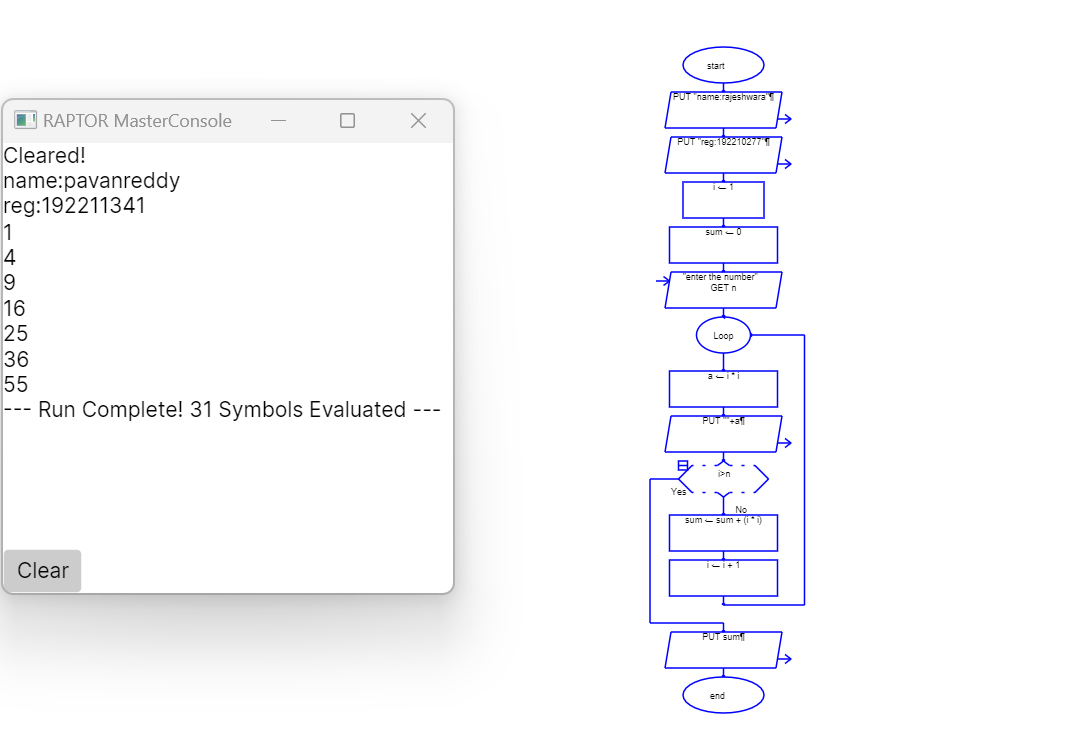 RAPTOR MasterConsole
Cleared!
name:pavanreddy
reg:192211341
1
4
9
16
25
36
55
--- Run Complete! 31 Symbols Evaluated ---
Clear
start
PUT "name:rajeshwara"¶
PUT "reg:192210277"¶
i ← 1
sum ← 0
"enter the number"
GET n
Loop
a ← i * i
PUT ""+a¶
i>n
Yes
No
sum ← sum + (i * i)
i ← i + 1
PUT sum¶
end